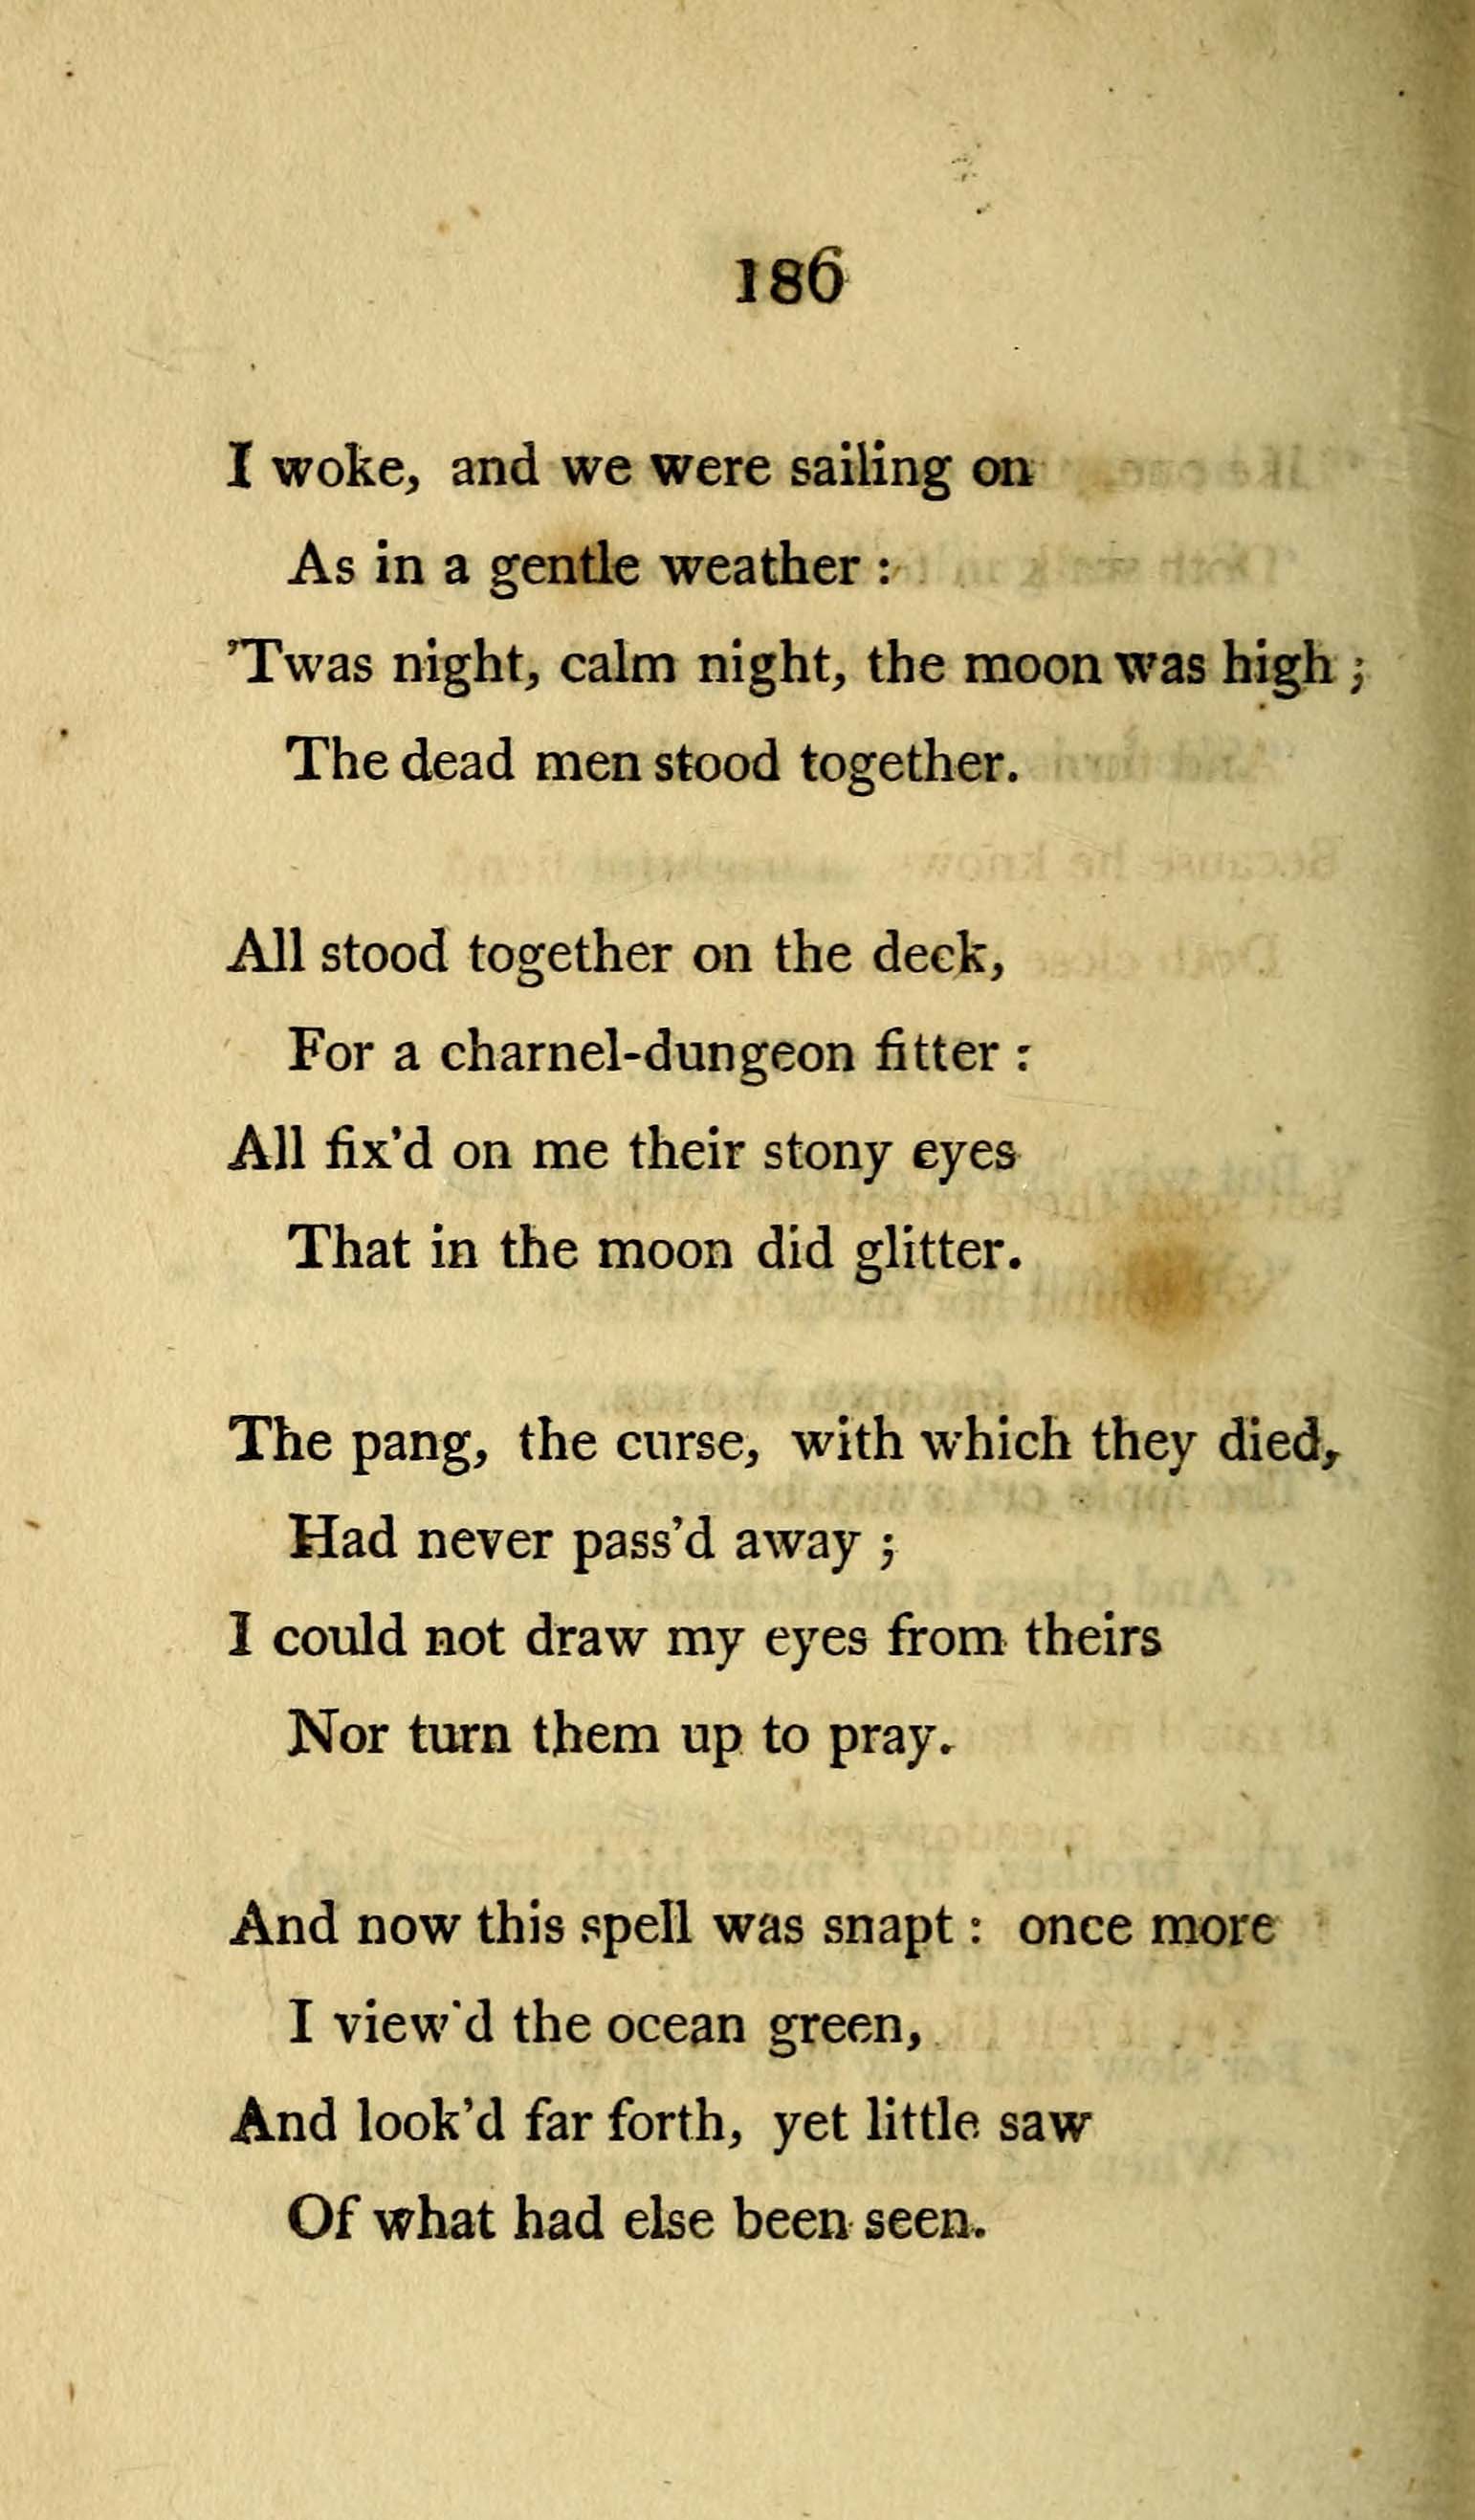 186
I woke, and we were sailing on
As in a gentle weather :
'Twas night, calm night, the moon was high ;
The dead men stood together.
All stood together on the deck,
For a charnel-dungeon fitter :
All fix'd on me their stony eyes
That in the moon did glitter.
The pang, the curse, with which they died,
Had never pass'd away ;
I could not draw my eyes from theirs
Nor turn them up to pray.
And now this spell was snapt : once more
I view'd the ocean green,
And look'd far forth, yet little saw
Of what had else been seen.